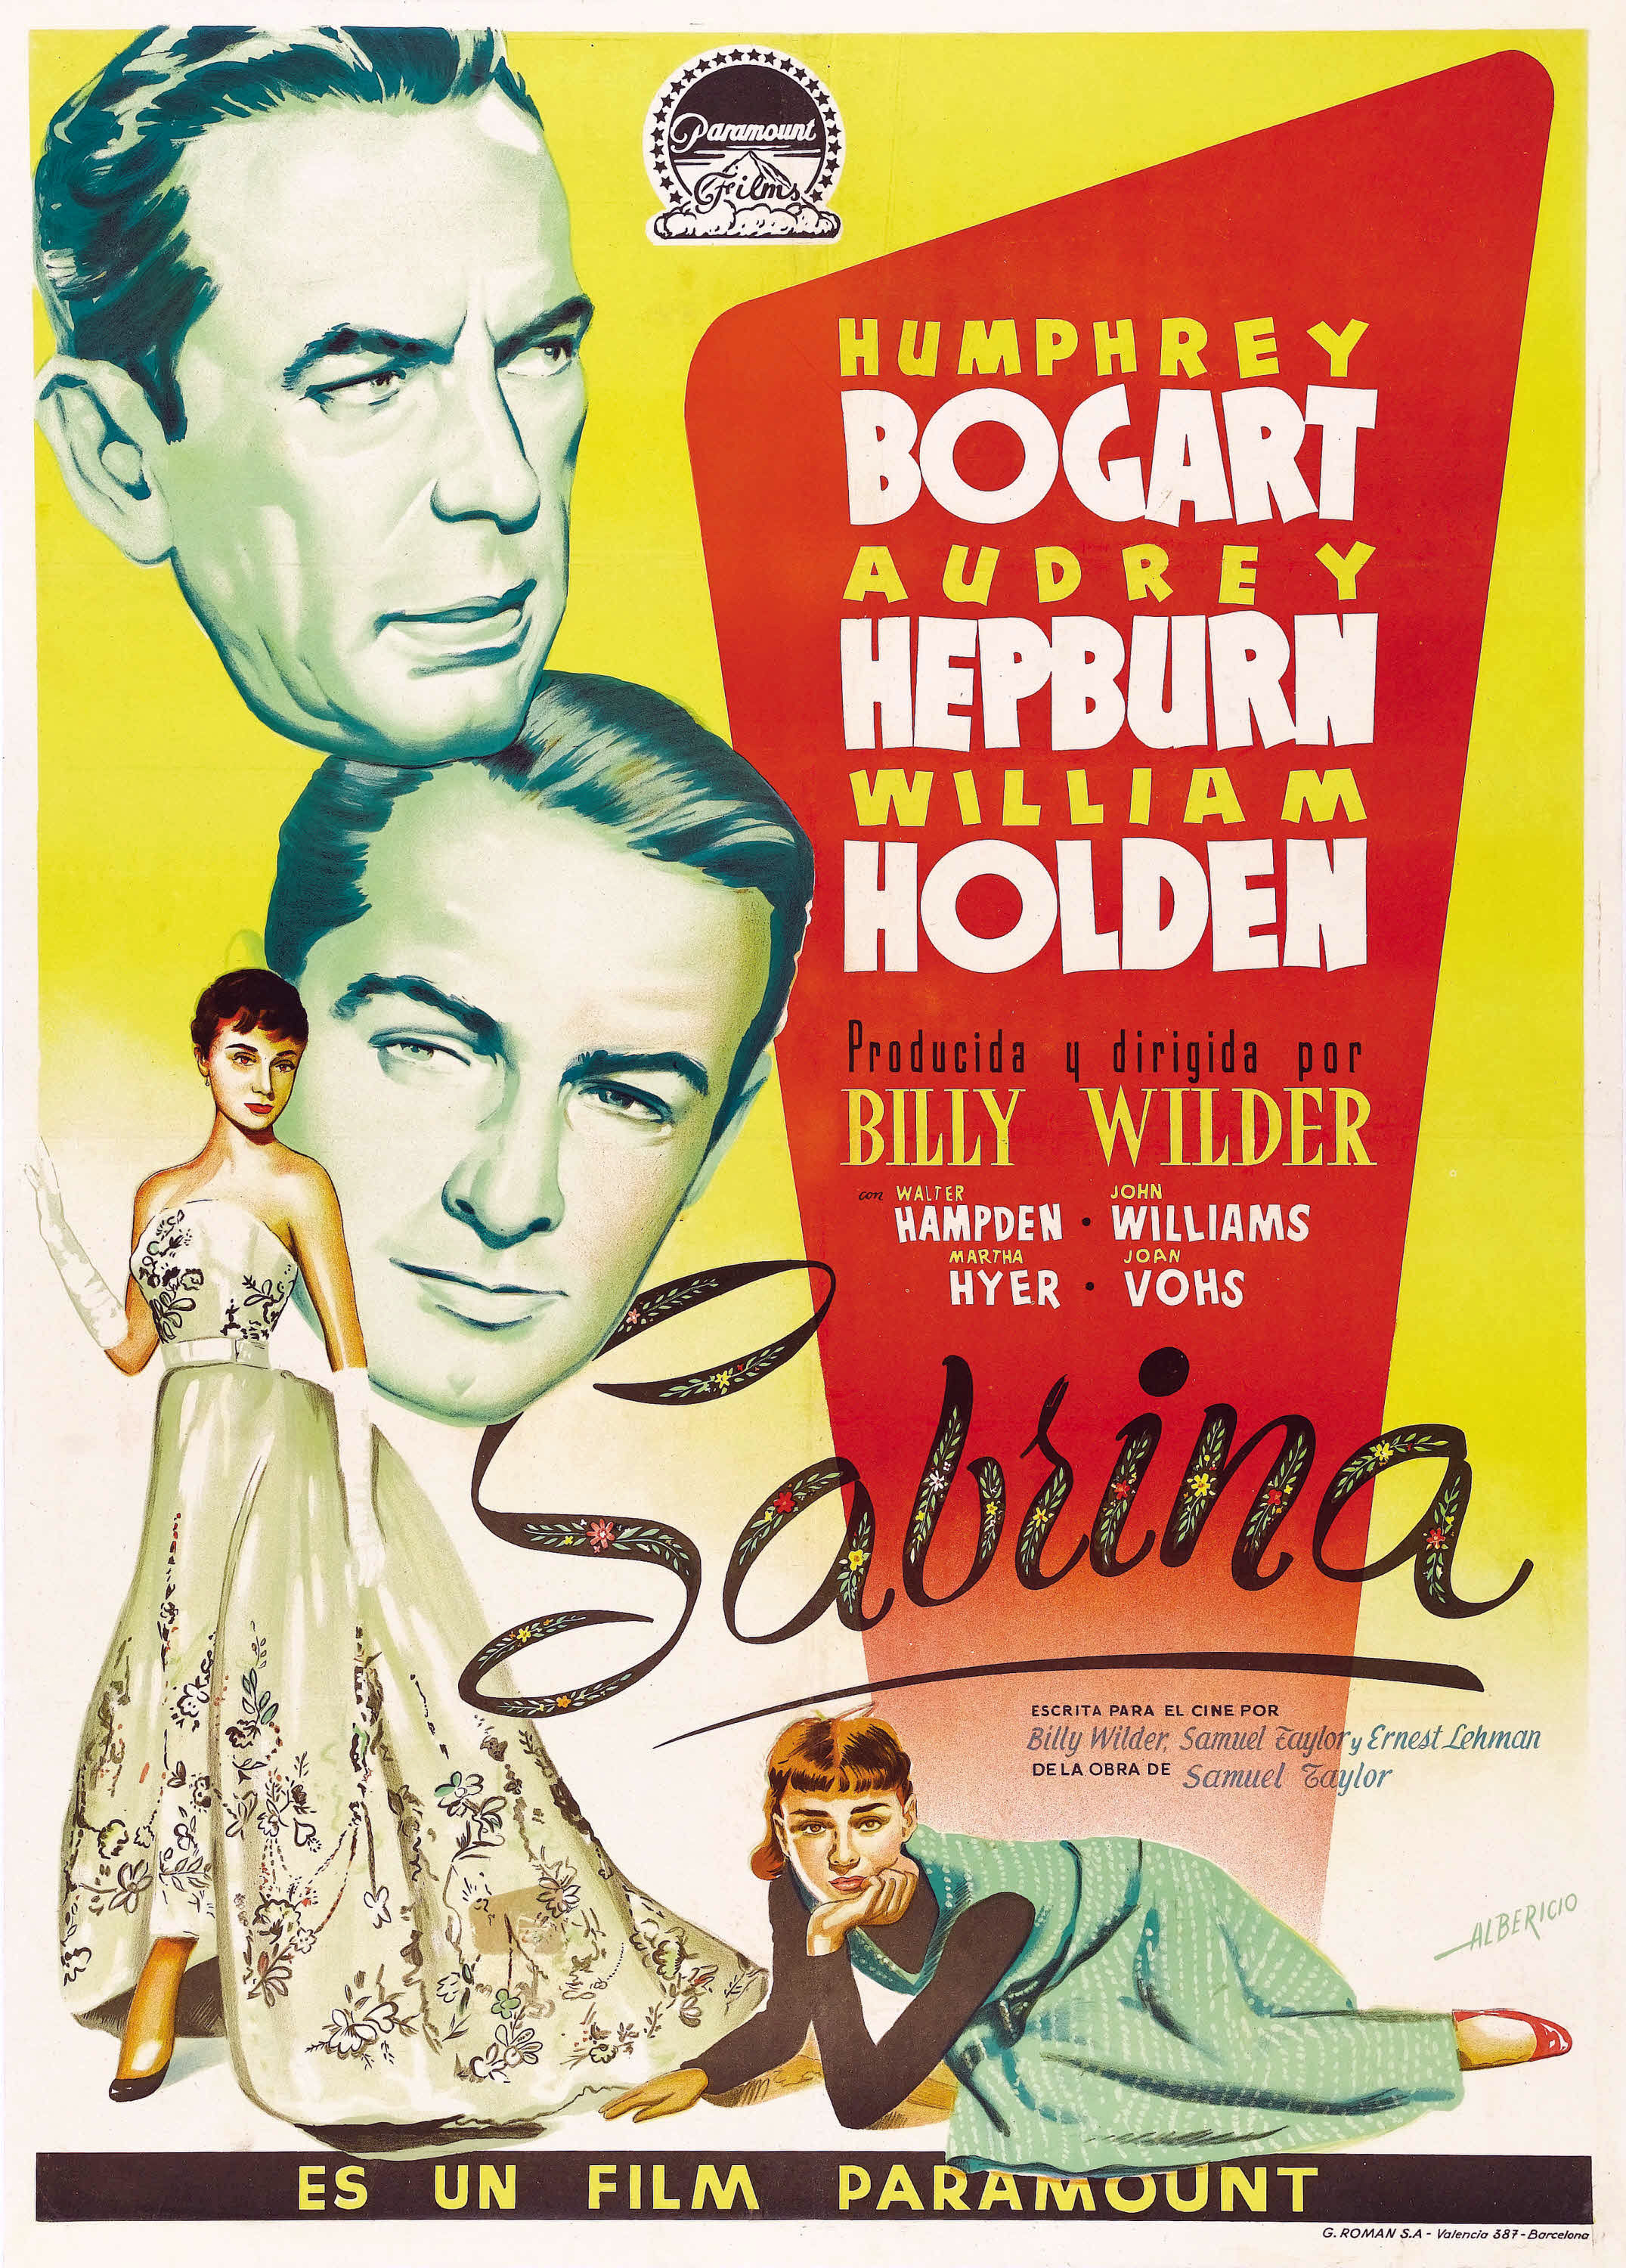 Paramount
Films
HUMPHREY
BOGART
AUDREY
HEPBURN
WILLIAM
HOLDEN
Producida y dirigida por
BILLY WILDER
con WALTER HAMPDEN · JOHN WILLIAMS
MARTHA HYER · JOAN VOHS
Sabrina
ESCRITA PARA EL CINE POR
Billy Wilder, Samuel Taylor y Ernest Lehman
DE LA OBRA DE Samuel Taylor
ALBERICIO
ES UN FILM PARAMOUNT
G. ROMAN S.A - Valencia 387 - Barcelona